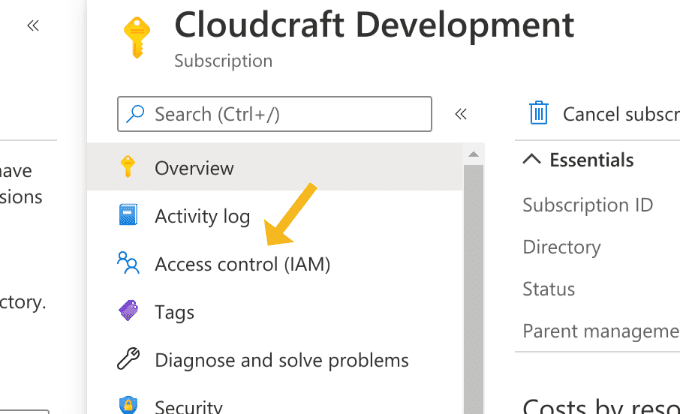 «
Cloudcraft Development
Subscription
Search (Ctrl+/)
«
Cancel subscr
Overview
Essentials
Activity log
Subscription ID
Access control (IAM)
Directory
Tags
Status
Diagnose and solve problems
Parent manageme
Security
Costs by reso
ave
sions
ctory.